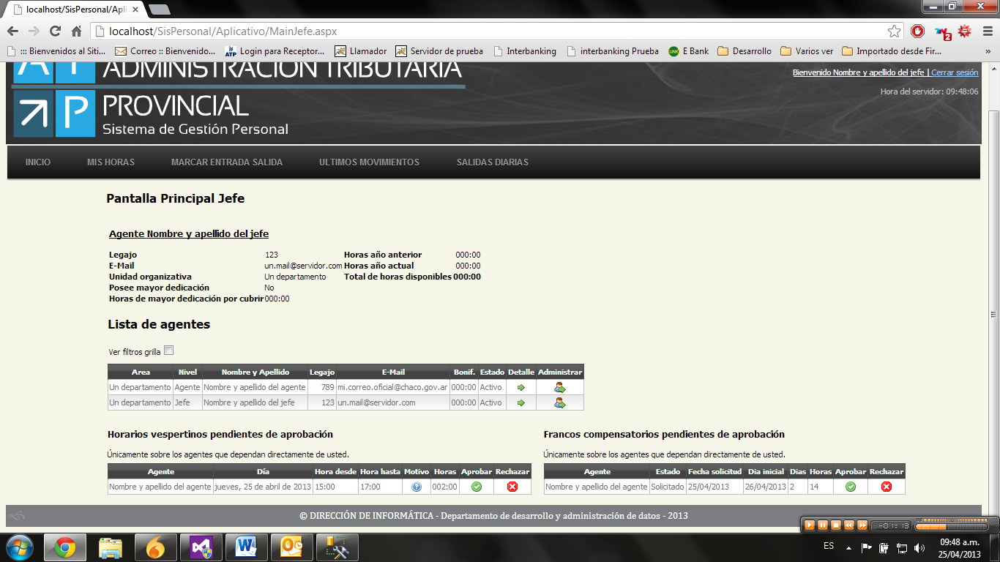 localhost/SisPersonal/Apli
localhost/SisPersonal/Aplicativo/MainJefe.aspx
2
::: Bienvenidos al Siti... Correo :: Bienvenido... ATP Login para Receptor... Llamador Servidor de prueba Interbanking interbanking Prueba LINK E Bank Desarrollo Varios ver Importado desde Fir... »
ADMINISTRACIÓN TRIBUTARIA
PROVINCIAL
P
Sistema de Gestión Personal
Bienvenido Nombre y apellido del jefe | Cerrar sesión
Hora del servidor: 09:48:06
INICIO MIS HORAS MARCAR ENTRADA SALIDA ULTIMOS MOVIMIENTOS SALIDAS DIARIAS
Pantalla Principal Jefe
Agente Nombre y apellido del jefe
Legajo 123 Horas año anterior 000:00
E-Mail un.mail@servidor.com Horas año actual 000:00
Unidad organizativa Un departamento Total de horas disponibles 000:00
Posee mayor dedicación No
Horas de mayor dedicación por cubrir 000:00
Lista de agentes
Ver filtros grilla
Area Nivel Nombre y Apellido Legajo E-Mail Bonif. Estado Detalle Administrar
Un departamento Agente Nombre y apellido del agente 789 mi.correo.oficial@chaco.gov.ar 000:00 Activo
Un departamento Jefe Nombre y apellido del jefe 123 un.mail@servidor.com 000:00 Activo
Horarios vespertinos pendientes de aprobación
Únicamente sobre los agentes que dependan directamente de usted.
Agente Día Hora desde Hora hasta Motivo Horas Aprobar Rechazar
Nombre y apellido del agente jueves, 25 de abril de 2013 15:00 17:00 002:00
Francos compensatorios pendientes de aprobación
Únicamente sobre los agentes que dependan directamente de usted.
Agente Estado Fecha solicitud Dia inicial Dias Horas Aprobar Rechazar
Nombre y apellido del agente Solicitado 25/04/2013 26/04/2013 2 14
© DIRECCIÓN DE INFORMÁTICA - Departamento de desarrollo y administración de datos - 2013
ES
09:48 a.m.
25/04/2013